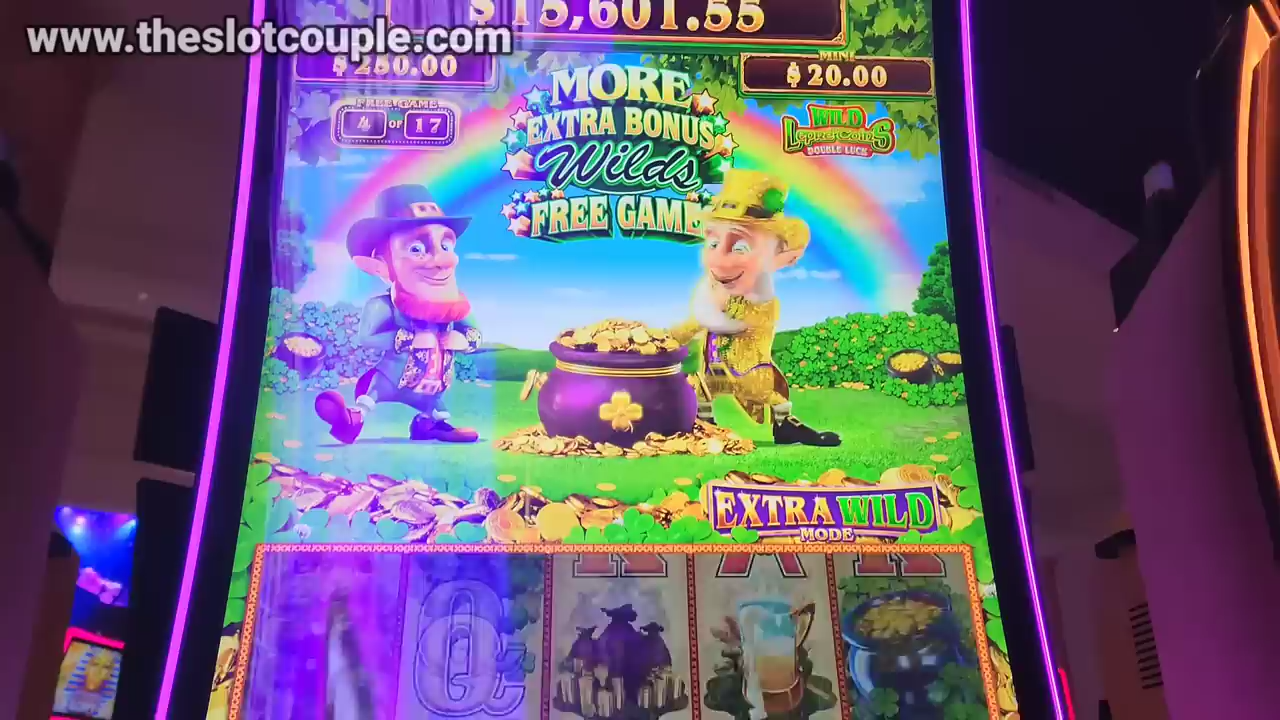 www.theslotcouple.com
$15,601.55
$250.00
MINI
$20.00
FREE GAME
4 OF 17
MORE
EXTRA BONUS
Wilds
FREE GAME
WILD
LepreCoins
DOUBLE LUCK
EXTRA WILD
MODE
Q
K
A
K